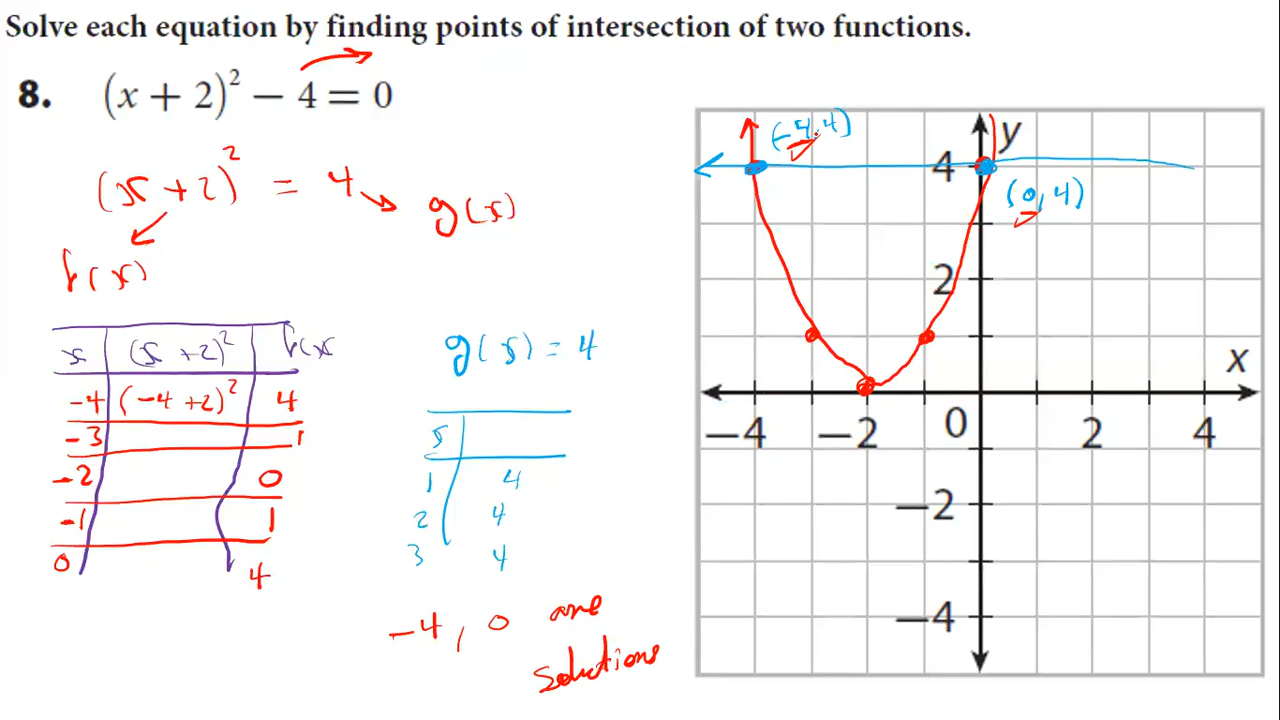 Solve each equation by finding points of intersection of two functions.
8. (x + 2)² − 4 = 0
(x + 2)² = 4
g(x)
f(x)
x (x + 2)² f(x
-4 (-4 + 2)² 4
-3 1
-2 0
-1 1
0 4
g(x) = 4
x
1 4
2 4
3 4
-4, 0 are
solutions
(-4, 4)
y
4
(0, 4)
2
x
−4 −2 0 2 4
−2
−4